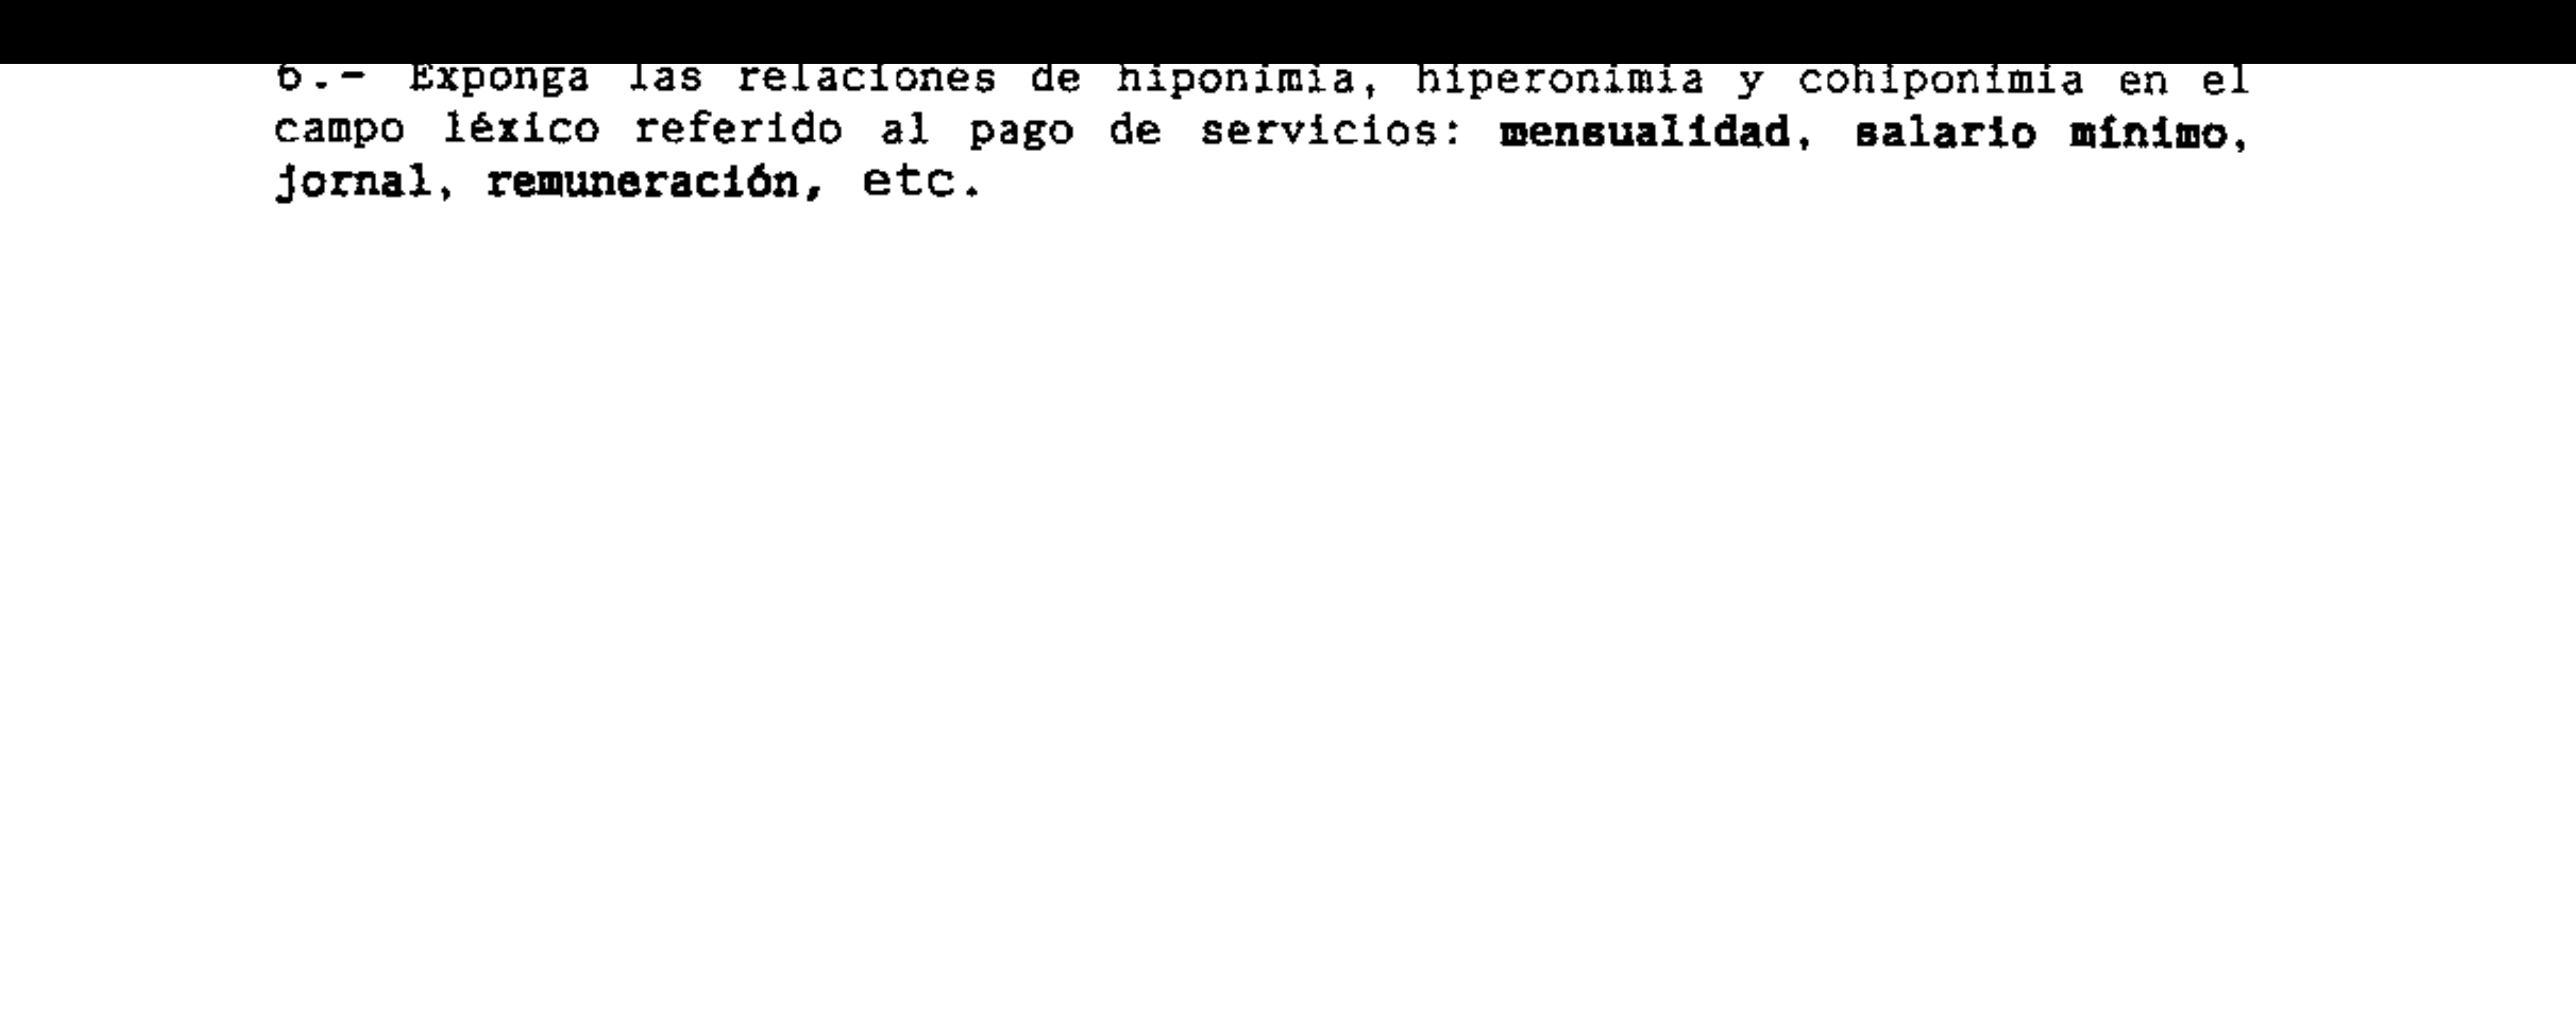 6.- Exponga las relaciones de hiponimia, hiperonimia y cohiponimia en el
campo léxico referido al pago de servicios: mensualidad, salario mínimo,
jornal, remuneración, etc.